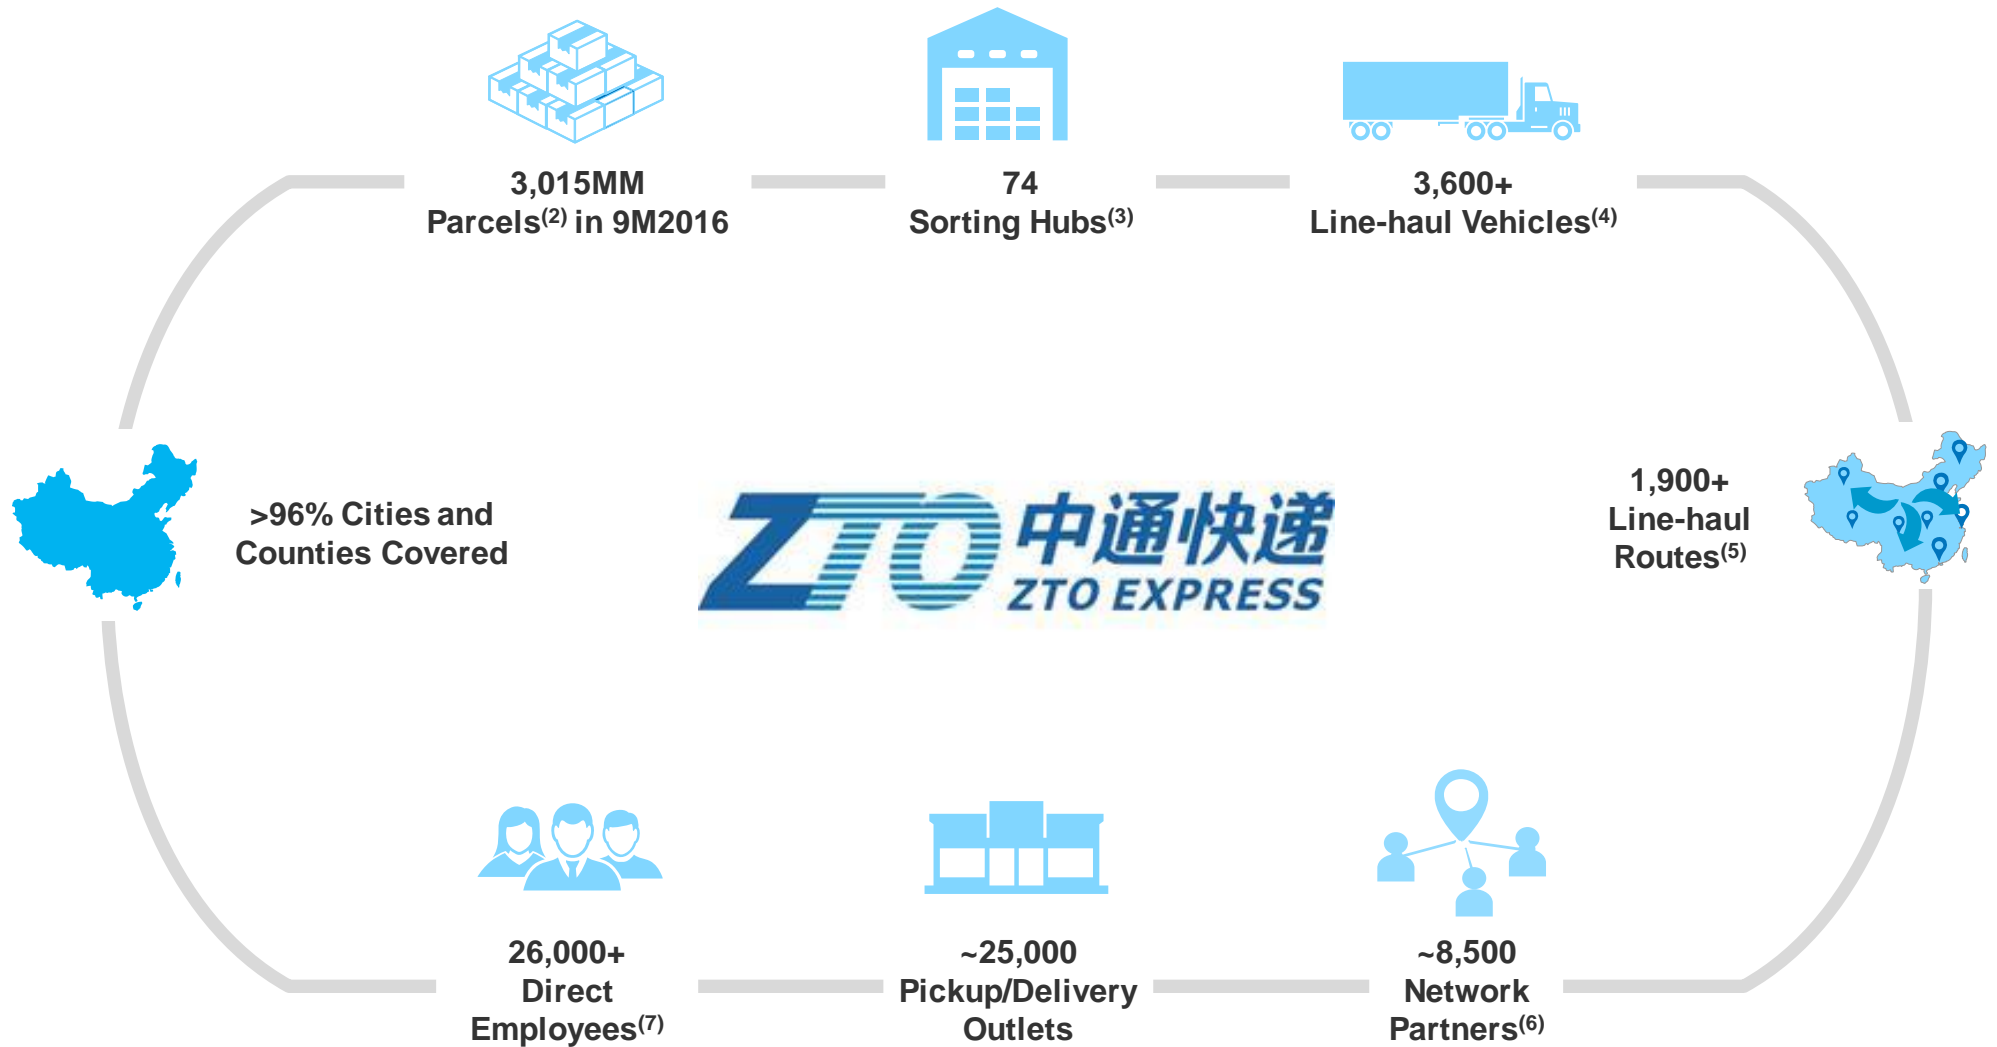 3,015MM
Parcels(2) in 9M2016
74
Sorting Hubs(3)
3,600+
Line-haul Vehicles(4)
>96% Cities and
Counties Covered
ZTO 中通快递
ZTO EXPRESS
1,900+
Line-haul
Routes(5)
26,000+
Direct
Employees(7)
~25,000
Pickup/Delivery
Outlets
~8,500
Network
Partners(6)